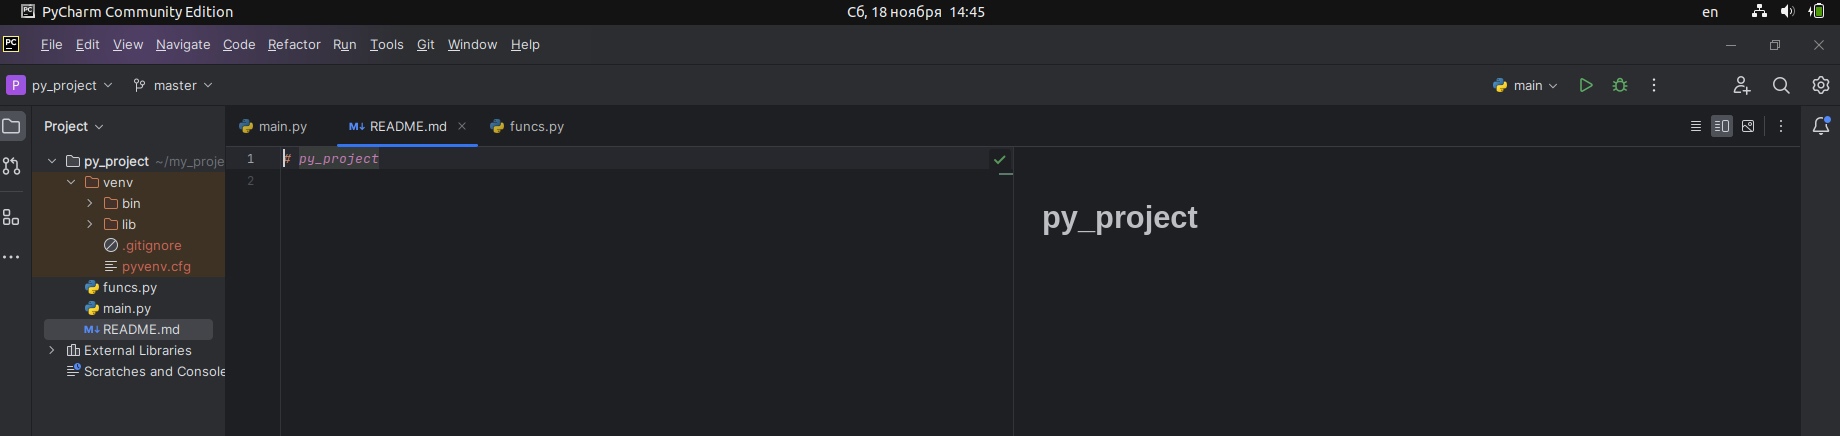 PC PyCharm Community Edition Сб, 18 ноября 14:45 en
PC File Edit View Navigate Code Refactor Run Tools Git Window Help
P py_project master main
Project main.py M↓ README.md funcs.py
py_project ~/my_proje 1 # py_project
venv 2
bin
py_project
lib
.gitignore
pyvenv.cfg
funcs.py
main.py
M↓ README.md
External Libraries
Scratches and Console